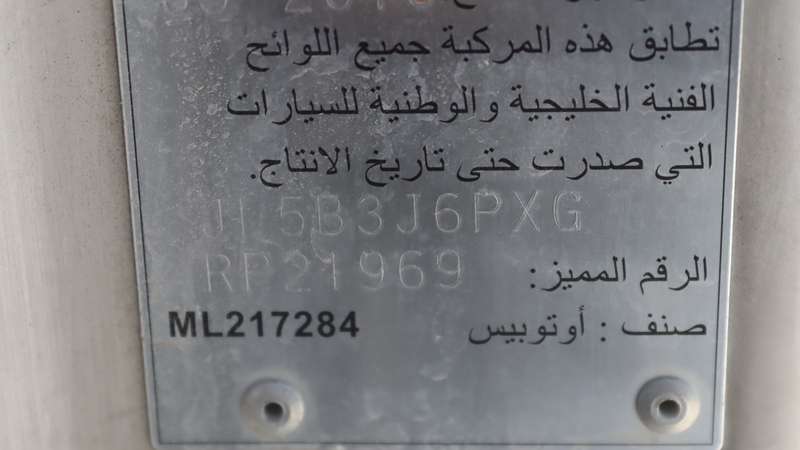 تطابق هذه المركبة جميع اللوائح
الفنية الخليجية والوطنية للسيارات
التي صدرت حتى تاريخ الانتاج.
5B3J6PXG
الرقم المميز: RP21969
صنف : أوتوبيس ML217284